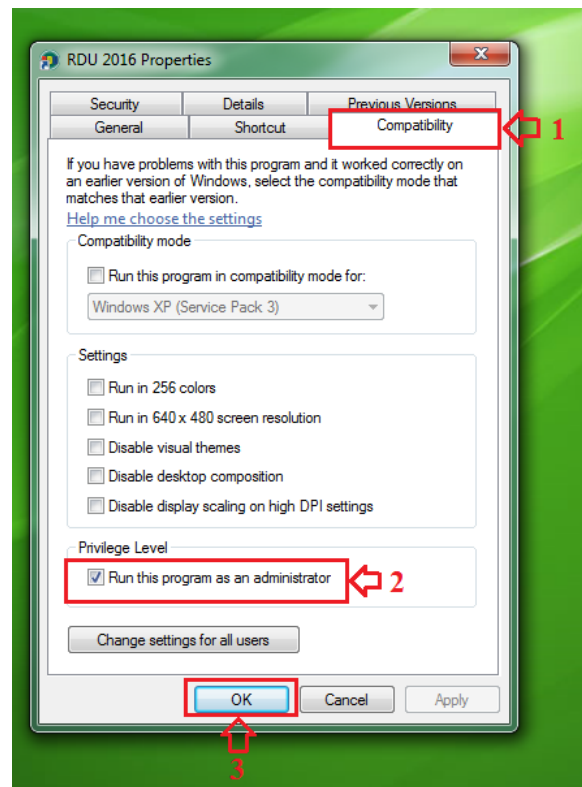 RDU 2016 Properties
Security Details Previous Versions
General Shortcut Compatibility
1
If you have problems with this program and it worked correctly on
an earlier version of Windows, select the compatibility mode that
matches that earlier version.
Help me choose the settings
Compatibility mode
Run this program in compatibility mode for:
Windows XP (Service Pack 3)
Settings
Run in 256 colors
Run in 640 x 480 screen resolution
Disable visual themes
Disable desktop composition
Disable display scaling on high DPI settings
Privilege Level
Run this program as an administrator
2
Change settings for all users
OK Cancel Apply
3